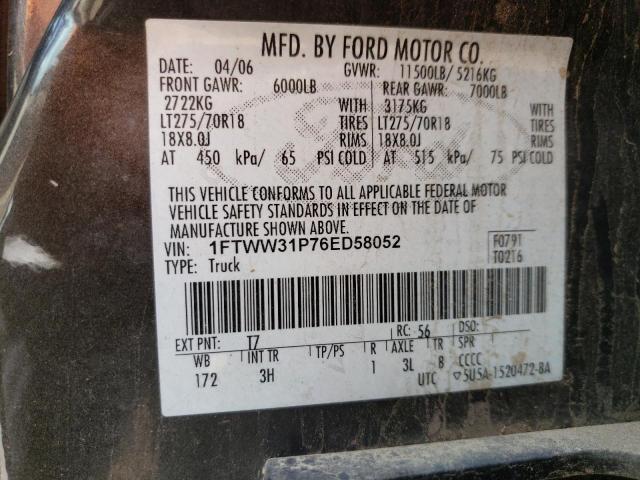 MFD. BY FORD MOTOR CO.
DATE: 04/06 GVWR: 11500LB/ 5216KG
FRONT GAWR: 6000LB REAR GAWR: 7000LB
2722KG WITH 3175KG WITH
LT275/70R18 TIRES LT275/70R18 TIRES
18X8.0J RIMS 18X8.0J RIMS
AT 450 kPa/ 65 PSI COLD AT 515 kPa/ 75 PSI COLD
THIS VEHICLE CONFORMS TO ALL APPLICABLE FEDERAL MOTOR
VEHICLE SAFETY STANDARDS IN EFFECT ON THE DATE OF
MANUFACTURE SHOWN ABOVE.
VIN: 1FTWW31P76ED58052 F0791
TYPE: Truck T0216
EXT PNT: T7 RC: 56 DSO:
WB INT TR TP/PS R AXLE TR SPR
172 3H 1 3L 8 CCCC
UTC ▽5U5A-1520472-BA